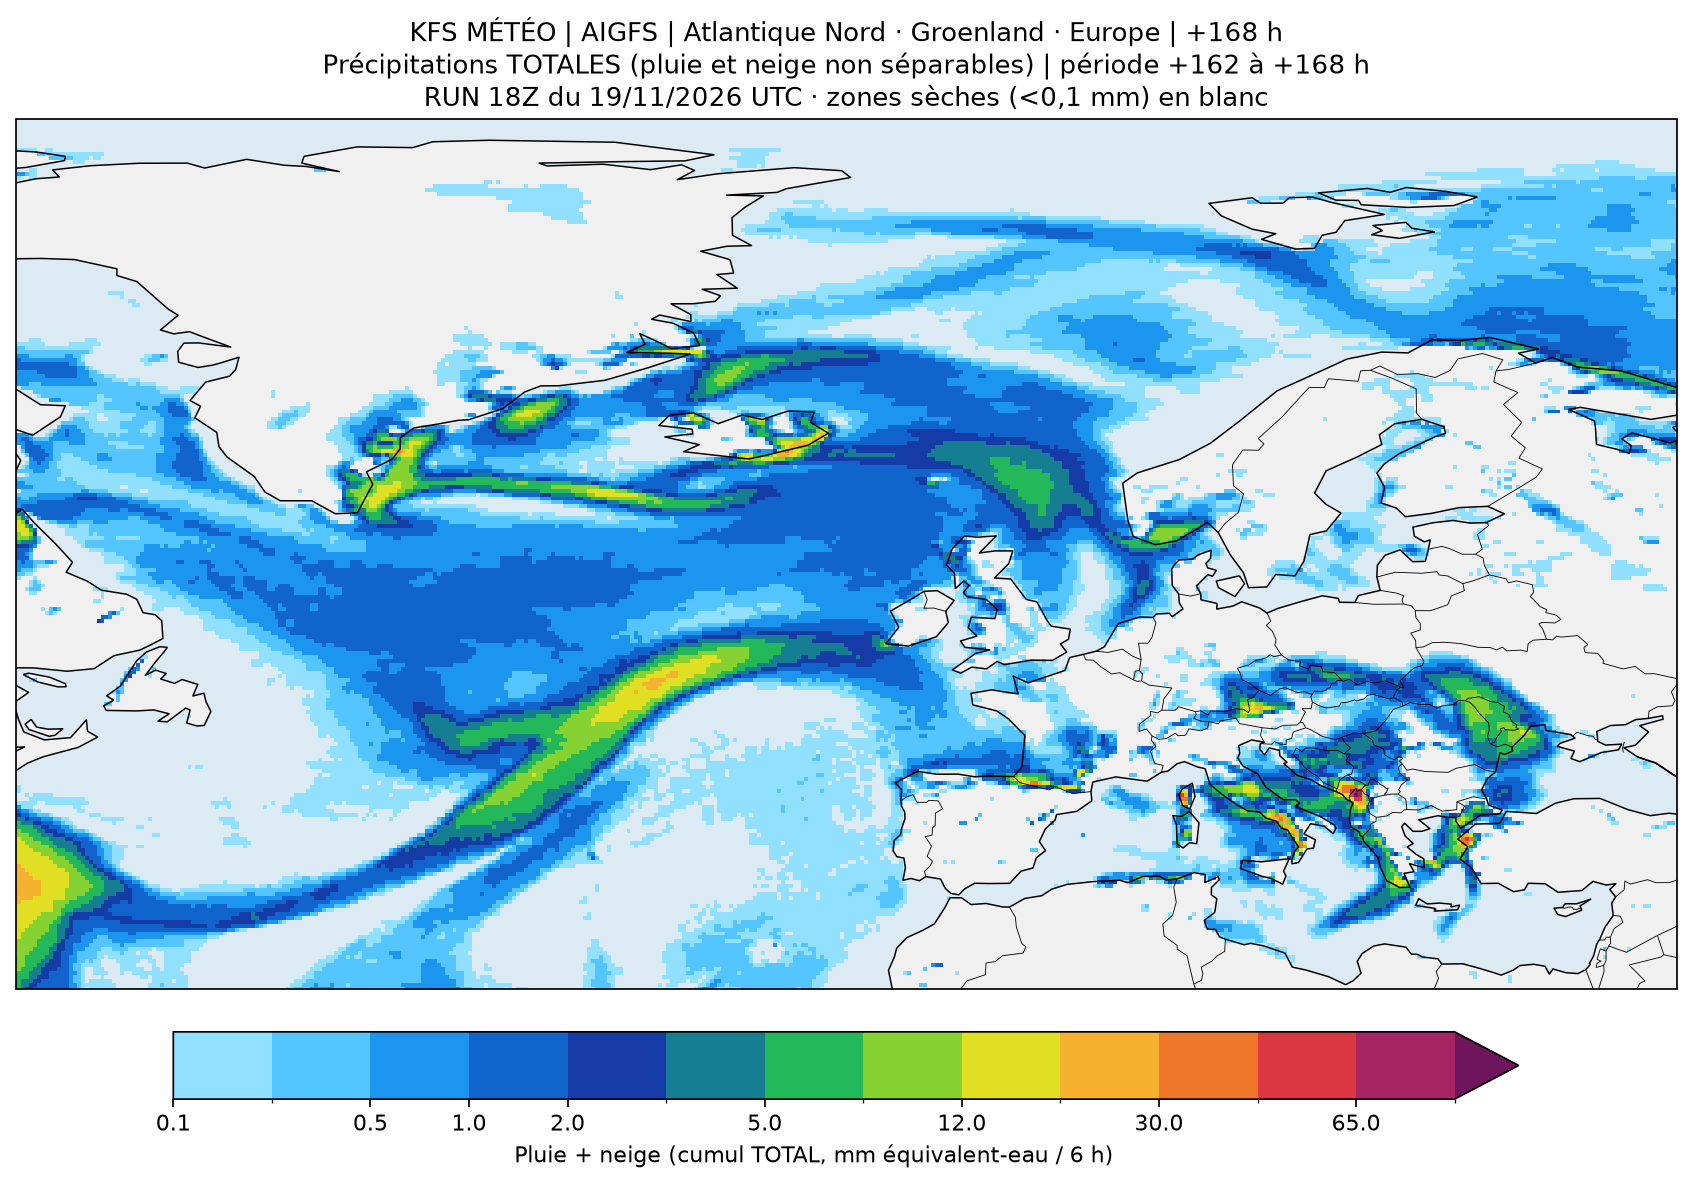 KFS MÉTÉO | AIGFS | Atlantique Nord · Groenland · Europe | +168 h
Précipitations TOTALES (pluie et neige non séparables) | période +162 à +168 h
RUN 18Z du 19/11/2026 UTC · zones sèches (<0,1 mm) en blanc
0.1 0.5 1.0 2.0 5.0 12.0 30.0 65.0
Pluie + neige (cumul TOTAL, mm équivalent-eau / 6 h)